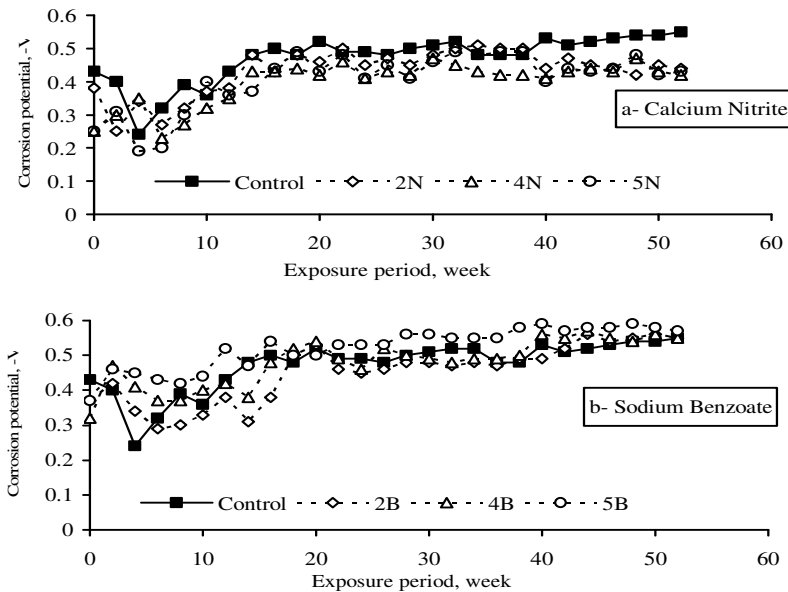 0.6
0.5
0.4
0.3
0.2
0.1
0
Corrosion potential, -V
a- Calcium Nitrite
Control 2N 4N 5N
0 10 20 30 40 50 60
Exposure period, week
0.6
0.5
0.4
0.3
0.2
0.1
0
Corrosion potential, -V
b- Sodium Benzoate
Control 2B 4B 5B
0 10 20 30 40 50 60
Exposure period, week